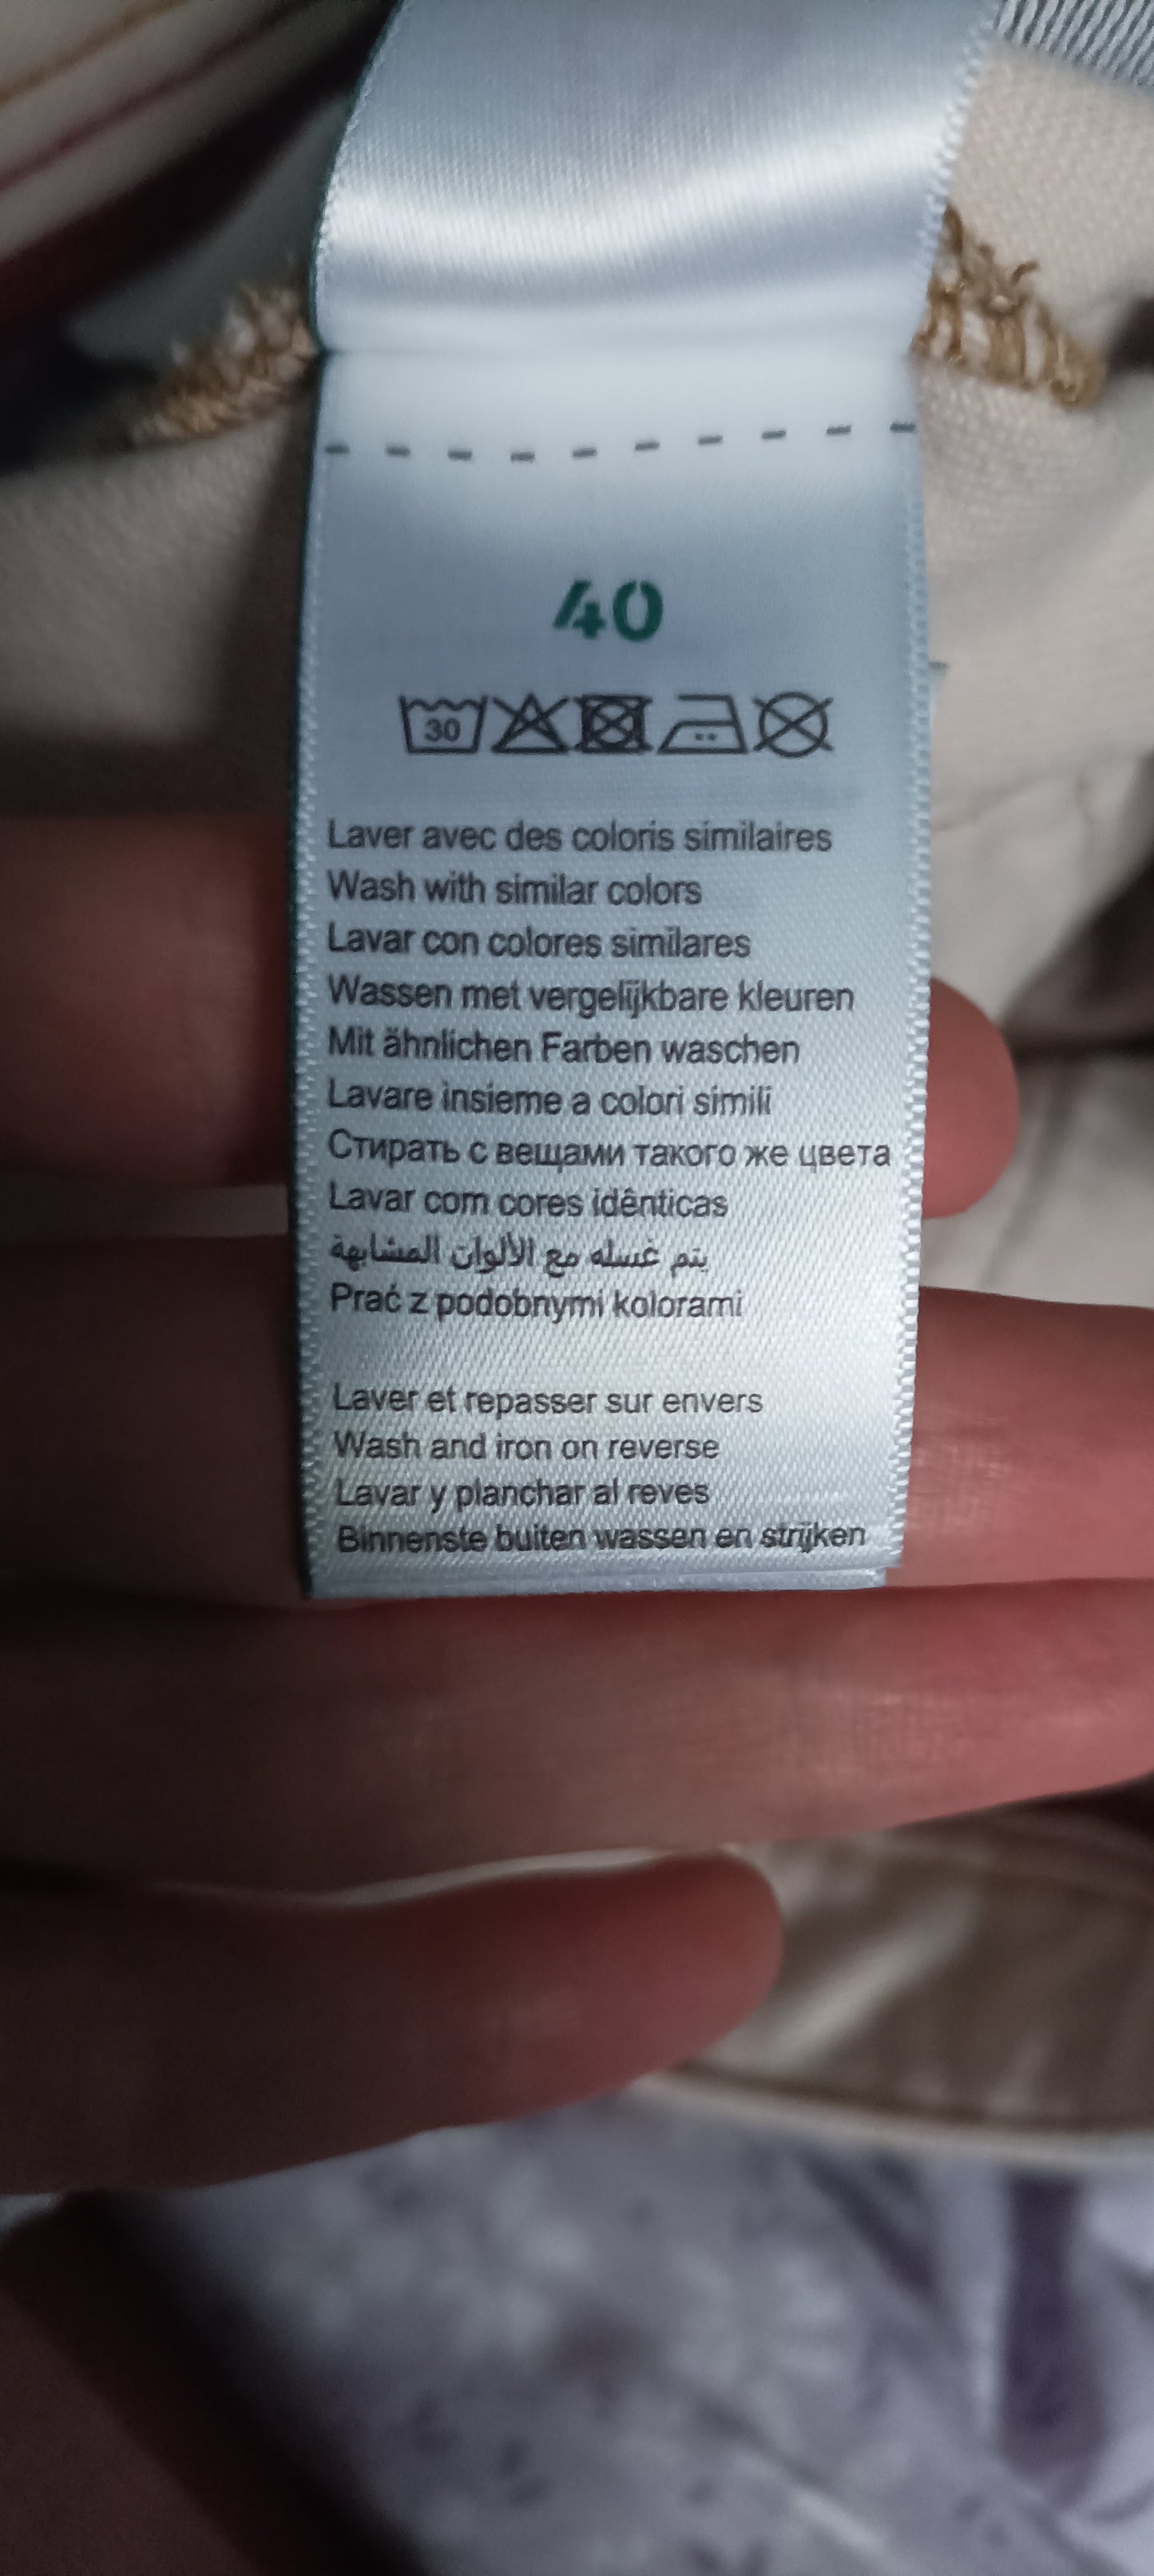 40
30
Laver avec des coloris similaires
Wash with similar colors
Lavar con colores similares
Wassen met vergelijkbare kleuren
Mit ähnlichen Farben waschen
Lavare insieme a colori simili
Стирать с вещами такого же цвета
Lavar com cores idênticas
يتم غسله مع الألوان المشابهة
Prać z podobnymi kolorami
Laver et repasser sur envers
Wash and iron on reverse
Lavar y planchar al reves
Binnenste buiten wassen en strijken